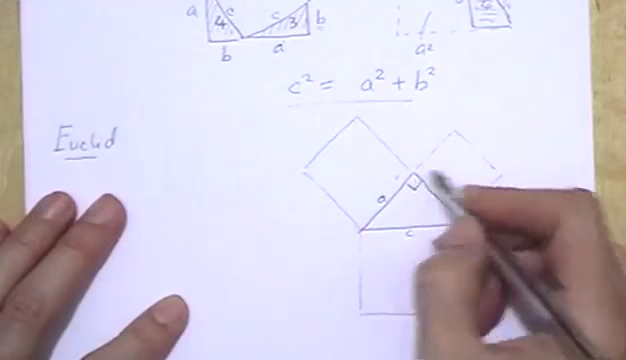 a 4 c c 3 b
b a
a²
c² = a² + b²
Euclid
a
c